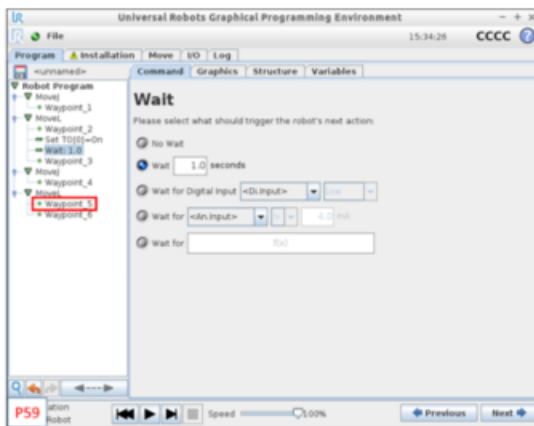 Universal Robots Graphical Programming Environment
File
15:34:26 CCCC
Program Installation Move I/O Log
<unnamed>
Command Graphics Structure Variables
Robot Program
MoveJ
Waypoint_1
MoveL
Waypoint_2
Set TO[0]=On
Wait: 1.0
Waypoint_3
MoveJ
Waypoint_4
MoveL
Waypoint_5
Waypoint_6
Wait
Please select what should trigger the robot's next action:
No Wait
Wait 1.0 seconds
Wait for Digital Input <Di.Input> Low
Wait for <An.Input> > 4.0 mA
Wait for f(x)
P59
ation
Robot
Speed 100%
Previous Next